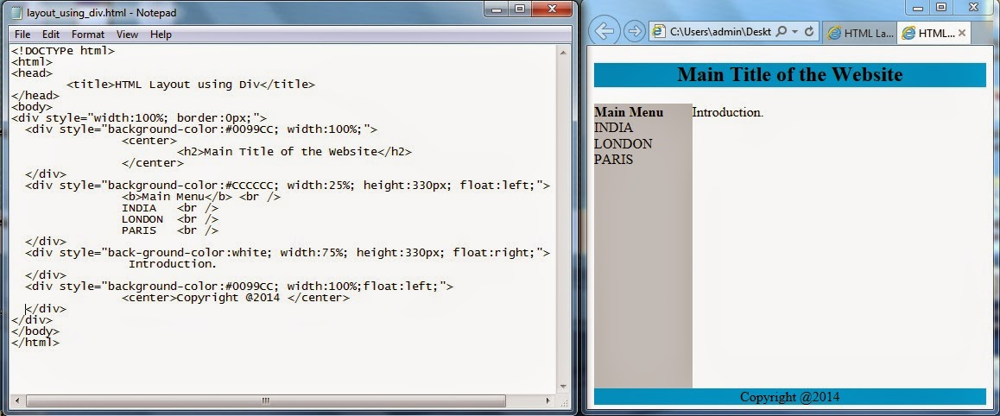 layout_using_div.html - Notepad
File Edit Format View Help
<!DOCTYPe html>
<html>
<head>
<title>HTML Layout using Div</title>
</head>
<body>
<div style="width:100%; border:0px;">
<div style="background-color:#0099CC; width:100%;">
<center>
<h2>Main Title of the Website</h2>
</center>
</div>
<div style="background-color:#CCCCCC; width:25%; height:330px; float:left;">
<b>Main Menu</b> <br />
INDIA <br />
LONDON <br />
PARIS <br />
</div>
<div style="back-ground-color:white; width:75%; height:330px; float:right;">
Introduction.
</div>
<div style="background-color:#0099CC; width:100%;float:left;">
<center>Copyright @2014 </center>
</div>
</div>
</body>
</html>
C:\Users\admin\Deskt
HTML La...
HTML...
Main Title of the Website
Main Menu
Introduction.
INDIA
LONDON
PARIS
Copyright @2014